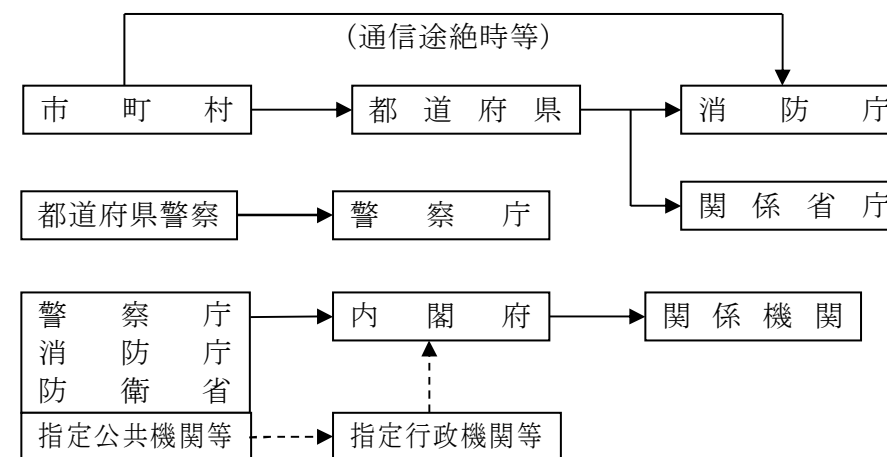 (通信途絶時等)
市町村
都道府県
消防庁
関係省庁
都道府県警察
警察庁
警察庁
消防庁
防衛省
内閣府
関係機関
指定公共機関等
指定行政機関等